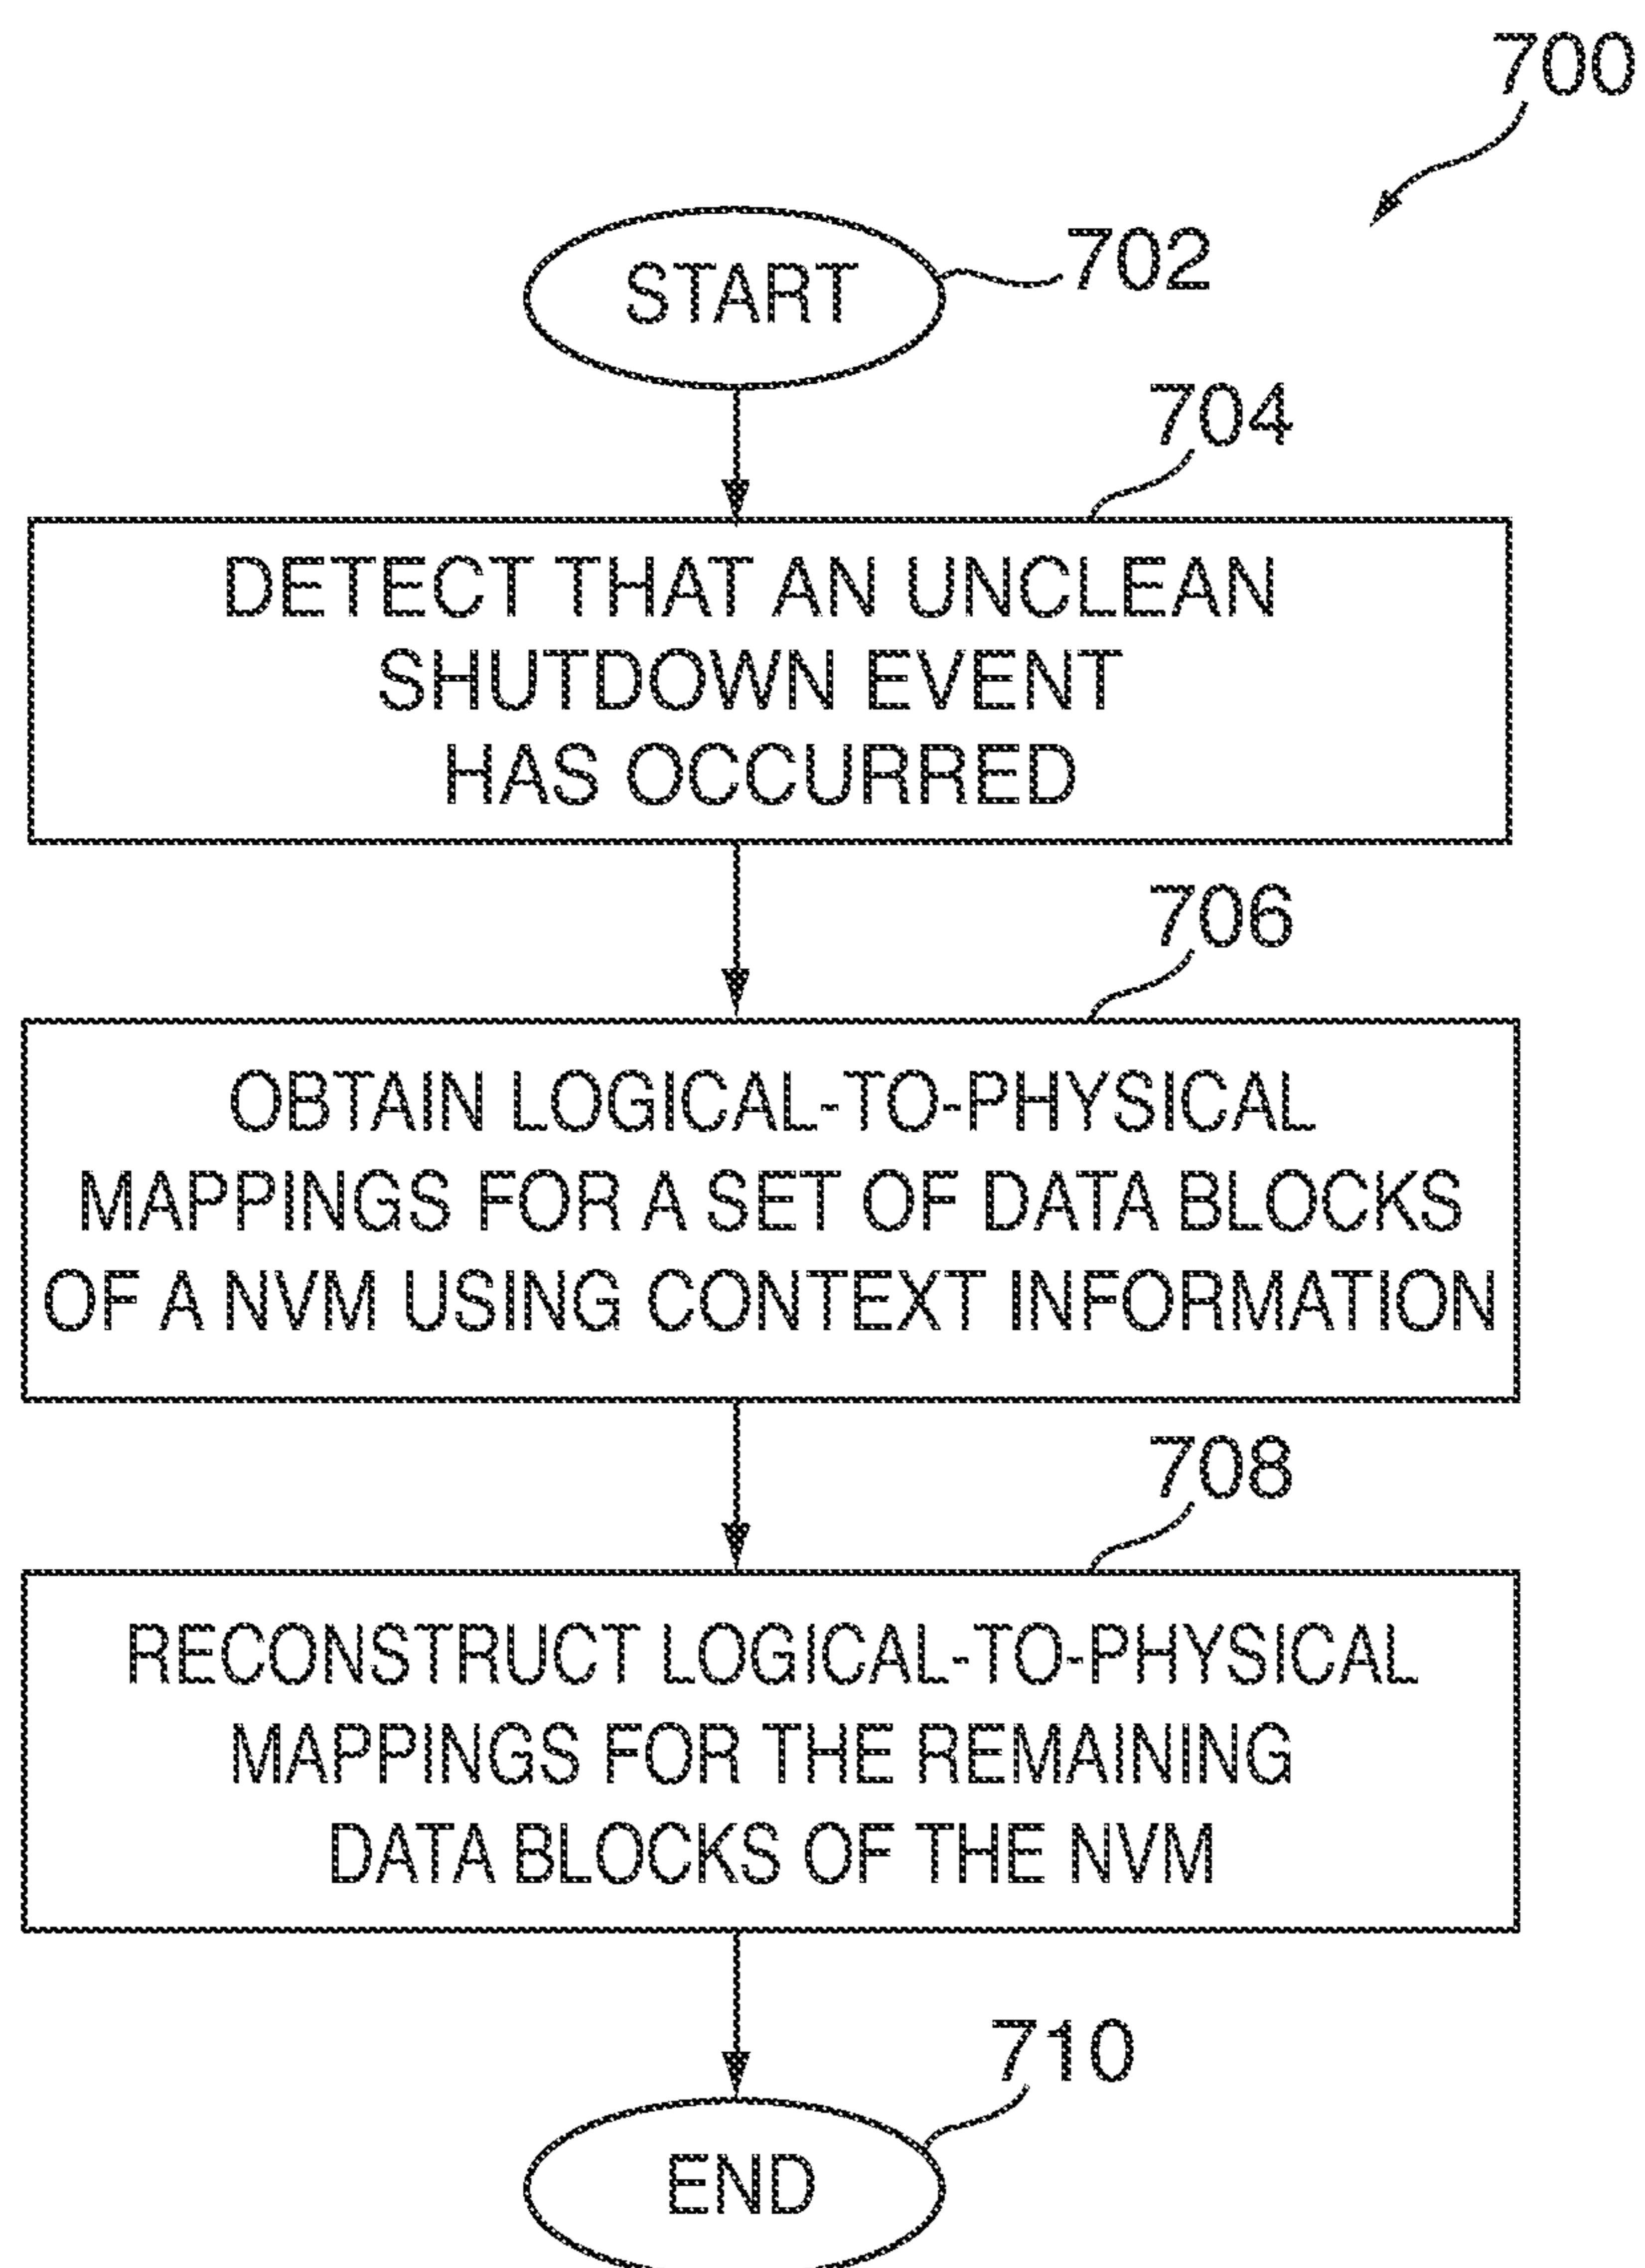 700
START
702
704
DETECT THAT AN UNCLEAN
SHUTDOWN EVENT
HAS OCCURRED
706
OBTAIN LOGICAL-TO-PHYSICAL
MAPPINGS FOR A SET OF DATA BLOCKS
OF A NVM USING CONTEXT INFORMATION
708
RECONSTRUCT LOGICAL-TO-PHYSICAL
MAPPINGS FOR THE REMAINING
DATA BLOCKS OF THE NVM
710
END